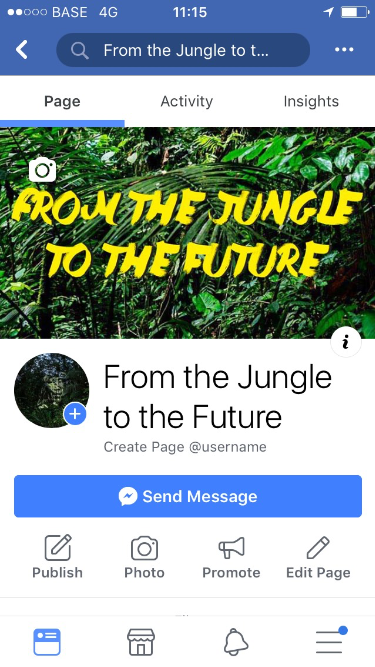 BASE 4G 11:15
From the Jungle to t...
Page Activity Insights
FROM THE JUNGLE
TO THE FUTURE
From the Jungle
to the Future
Create Page @username
Send Message
Publish Photo Promote Edit Page